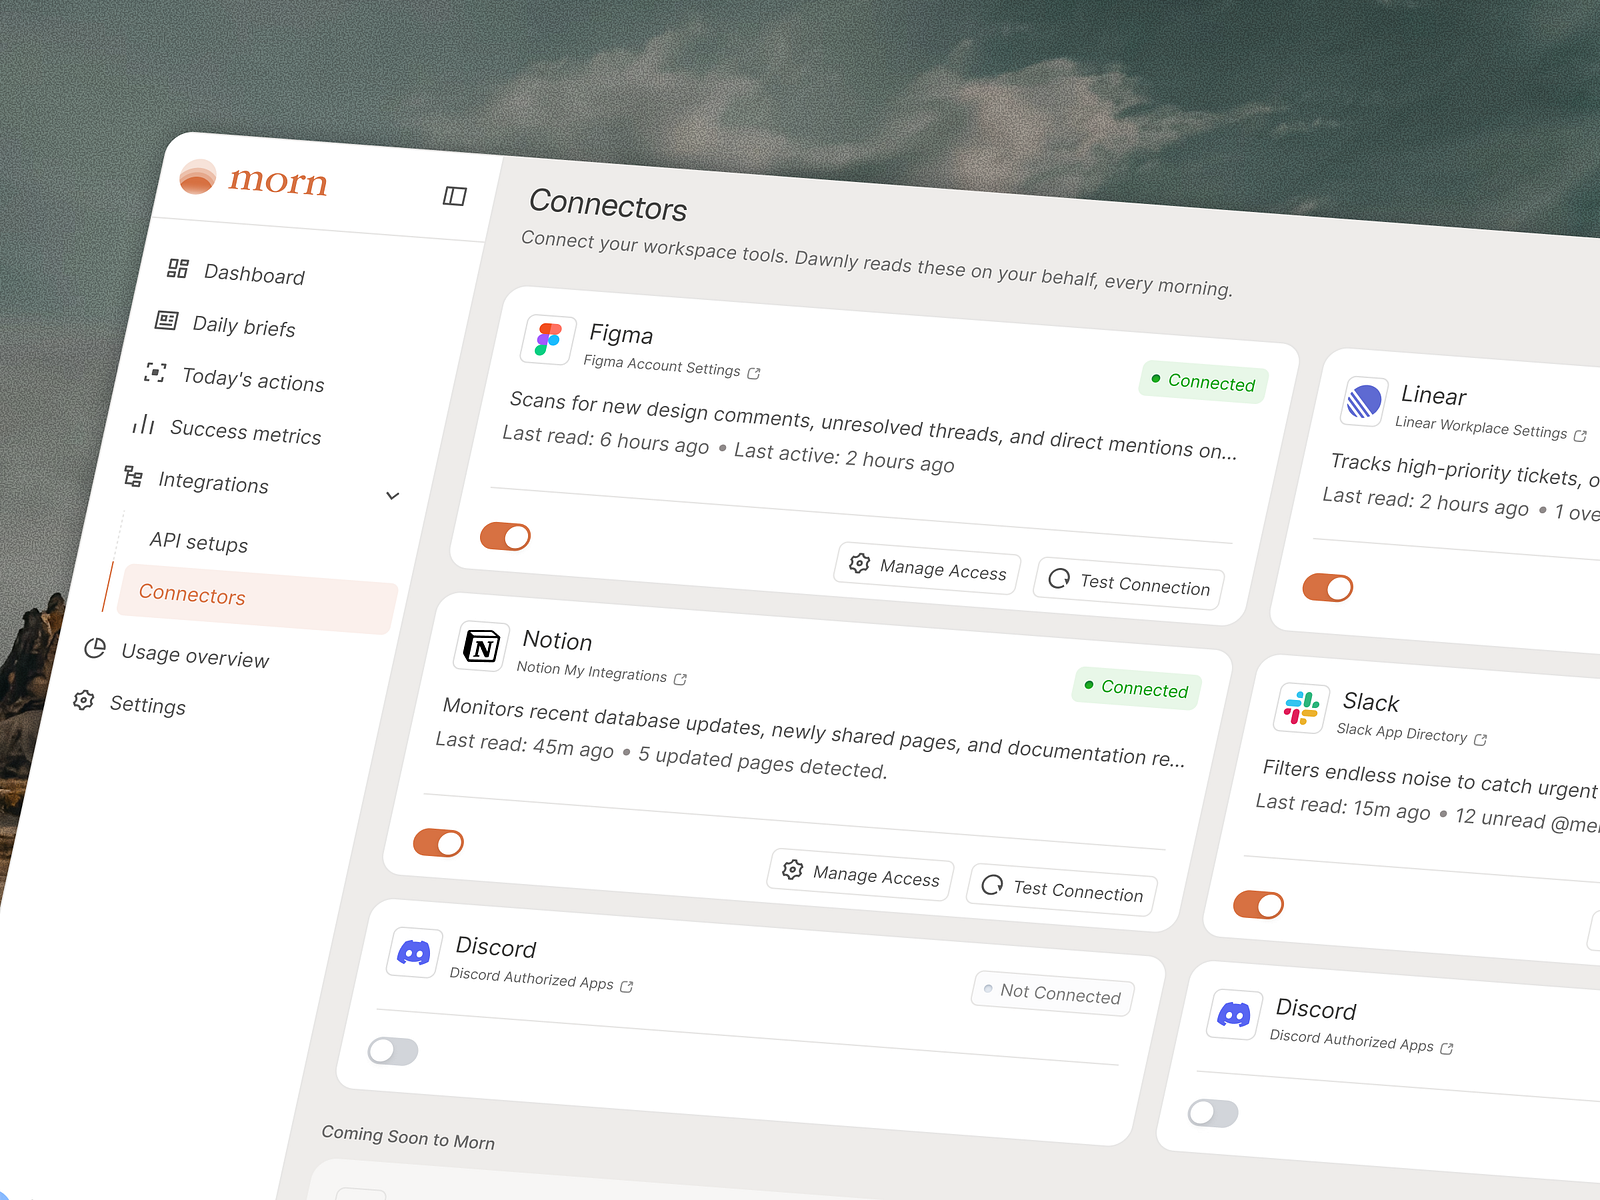 morn
Dashboard
Daily briefs
Today's actions
Success metrics
Integrations
API setups
Connectors
Usage overview
Settings
Connectors
Connect your workspace tools. Dawnly reads these on your behalf, every morning.
Figma
Figma Account Settings
Connected
Scans for new design comments, unresolved threads, and direct mentions on...
Last read: 6 hours ago • Last active: 2 hours ago
Manage Access
Test Connection
Linear
Linear Workplace Settings
Tracks high-priority tickets,
Last read: 2 hours ago • 1
Notion
Notion My Integrations
Connected
Monitors recent database updates, newly shared pages, and documentation re...
Last read: 45m ago • 5 updated pages detected.
Manage Access
Test Connection
Slack
Slack App Directory
Filters endless noise to catch urgent
Last read: 15m ago • 12 unread
Discord
Discord Authorized Apps
Not Connected
Discord
Discord Authorized Apps
Coming Soon to Morn